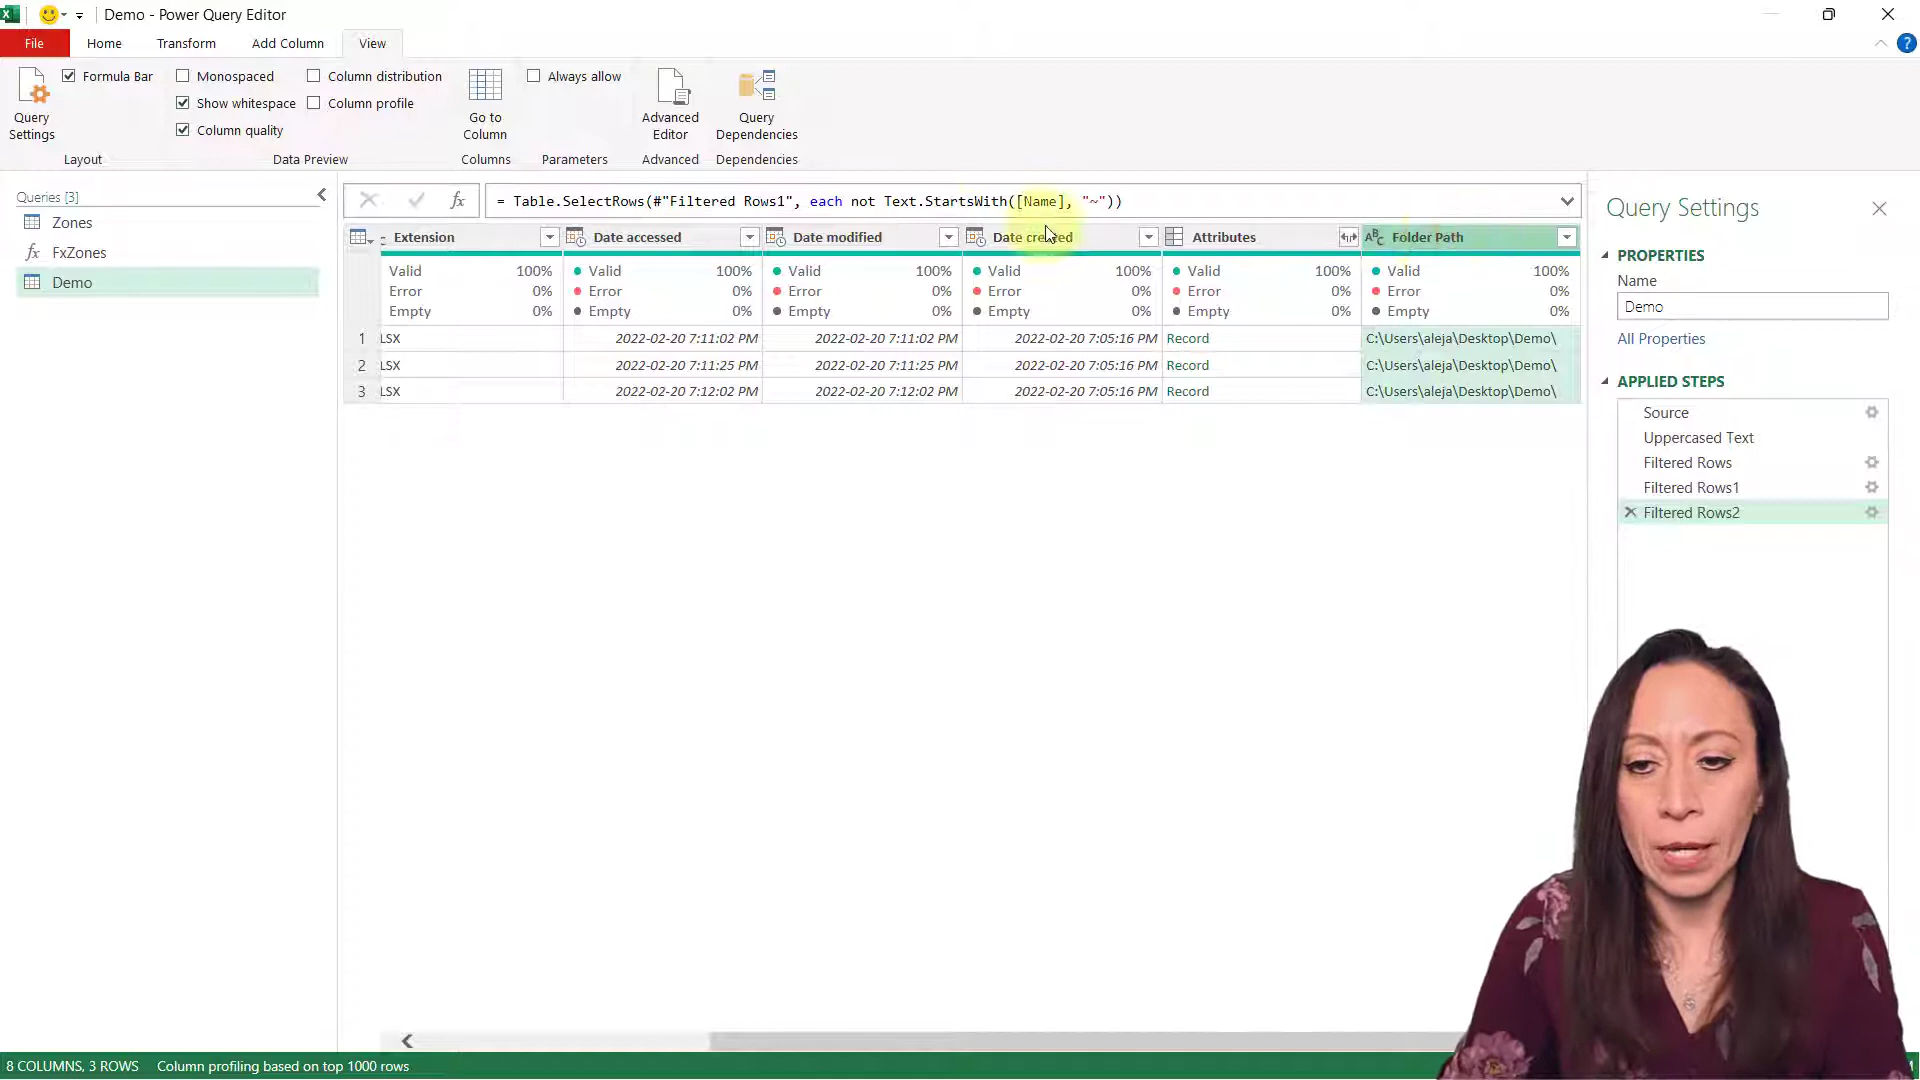 Demo - Power Query Editor
File Home Transform Add Column View
Query Settings
Formula Bar
Layout
Monospaced
Show whitespace
Column quality
Column distribution
Column profile
Data Preview
Go to Column
Columns
Always allow
Parameters
Advanced Editor
Advanced
Query Dependencies
Dependencies
Queries [3]
Zones
fx FxZones
Demo
fx = Table.SelectRows(#"Filtered Rows1", each not Text.StartsWith([Name], "~"))
Extension Date accessed Date modified Date created Attributes ABC Folder Path
Valid 100% Valid 100% Valid 100% Valid 100% Valid 100% Valid 100%
Error 0% Error 0% Error 0% Error 0% Error 0% Error 0%
Empty 0% Empty 0% Empty 0% Empty 0% Empty 0% Empty 0%
1 LSX 2022-02-20 7:11:02 PM 2022-02-20 7:11:02 PM 2022-02-20 7:05:16 PM Record C:\Users\aleja\Desktop\Demo\
2 LSX 2022-02-20 7:11:25 PM 2022-02-20 7:11:25 PM 2022-02-20 7:05:16 PM Record C:\Users\aleja\Desktop\Demo\
3 LSX 2022-02-20 7:12:02 PM 2022-02-20 7:12:02 PM 2022-02-20 7:05:16 PM Record C:\Users\aleja\Desktop\Demo\
Query Settings
PROPERTIES
Name
Demo
All Properties
APPLIED STEPS
Source
Uppercased Text
Filtered Rows
Filtered Rows1
Filtered Rows2
8 COLUMNS, 3 ROWS Column profiling based on top 1000 rows